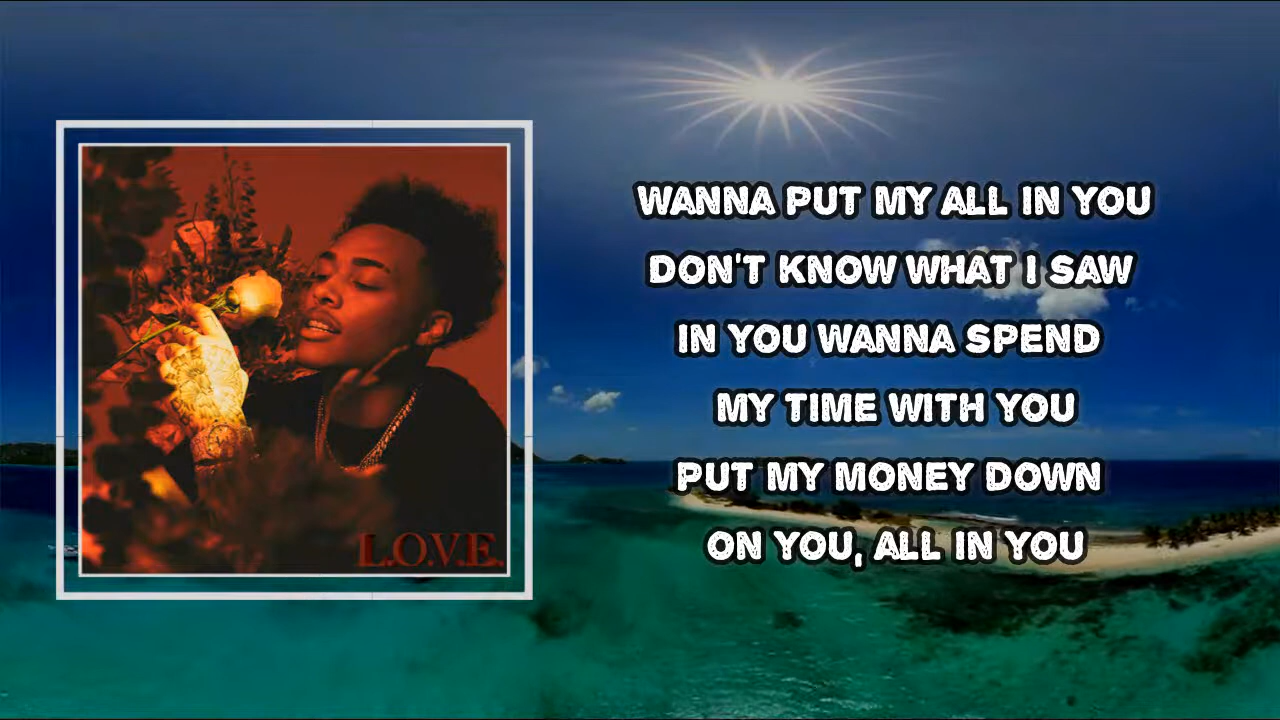 WANNA PUT MY ALL IN YOU
DON'T KNOW WHAT I SAW
IN YOU WANNA SPEND
MY TIME WITH YOU
PUT MY MONEY DOWN
ON YOU, ALL IN YOU
L.O.V.E.